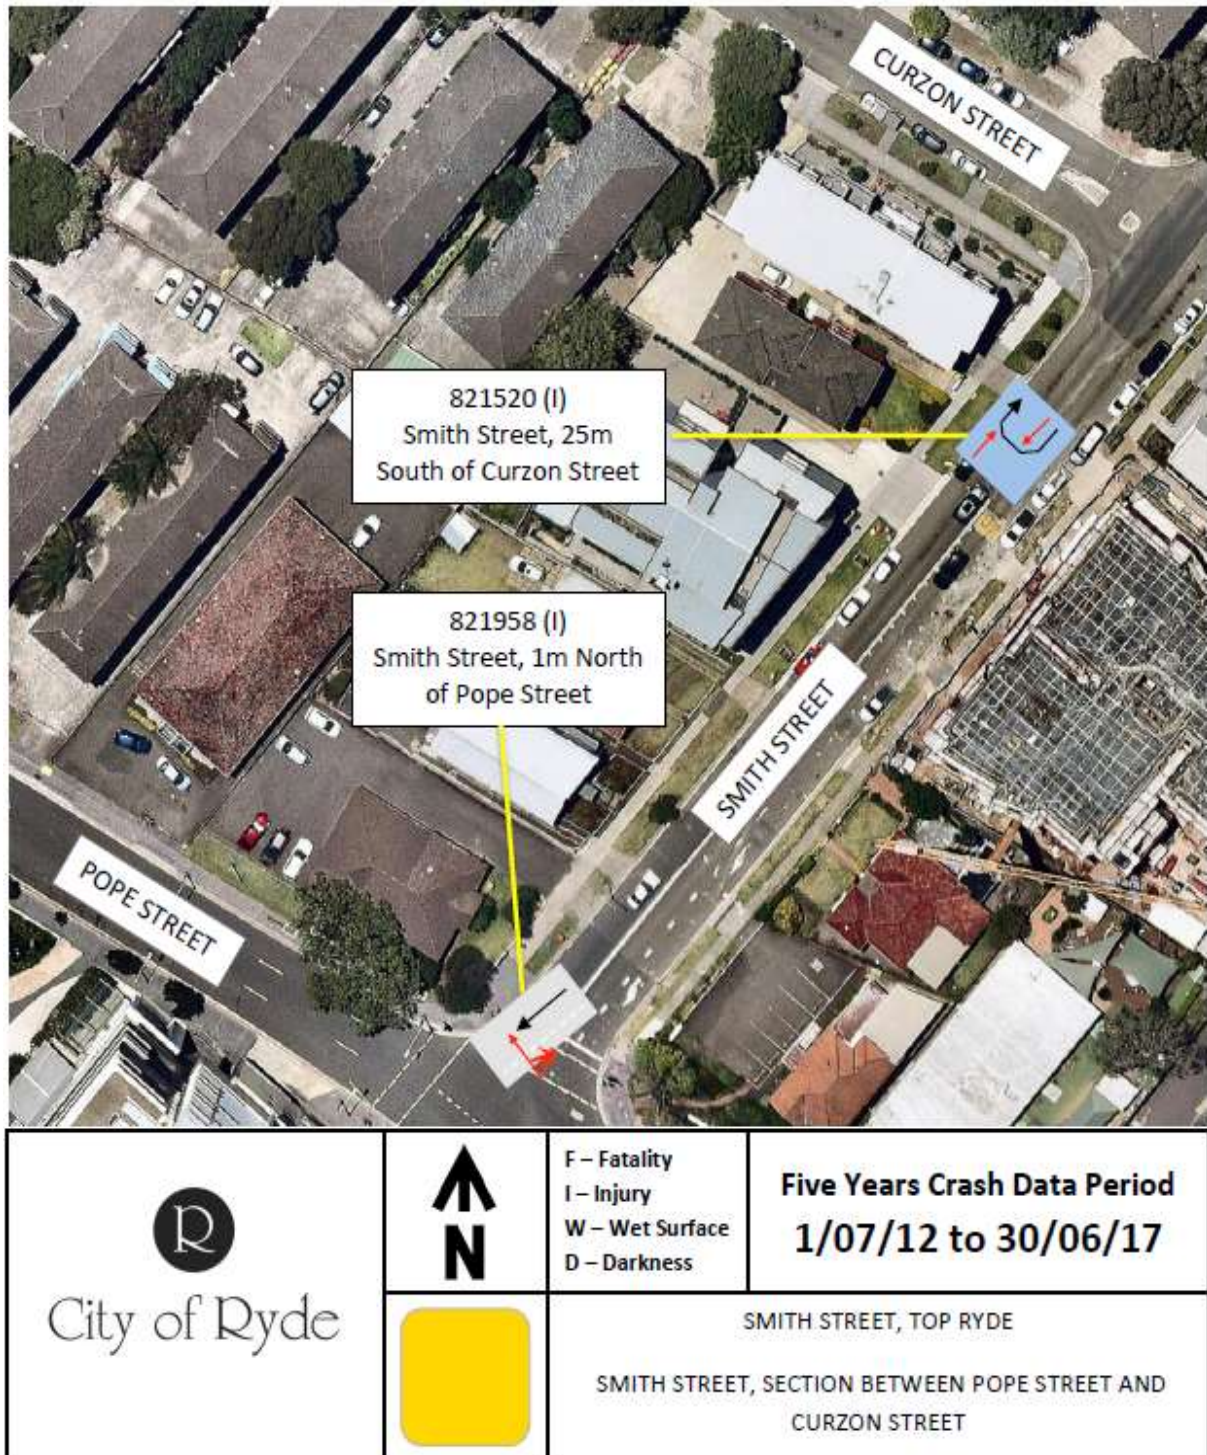 CURZON STREET
821520 (I)
Smith Street, 25m
South of Curzon Street
821958 (I)
Smith Street, 1m North
of Pope Street
SMITH STREET
POPE STREET
R
City of Ryde
N
F – Fatality
I – Injury
W – Wet Surface
D – Darkness
Five Years Crash Data Period
1/07/12 to 30/06/17
SMITH STREET, TOP RYDE
SMITH STREET, SECTION BETWEEN POPE STREET AND
CURZON STREET